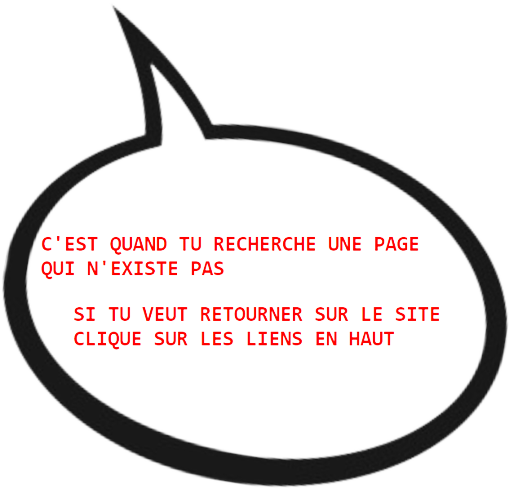 C'EST QUAND TU RECHERCHE UNE PAGE
QUI N'EXISTE PAS
SI TU VEUT RETOURNER SUR LE SITE
CLIQUE SUR LES LIENS EN HAUT